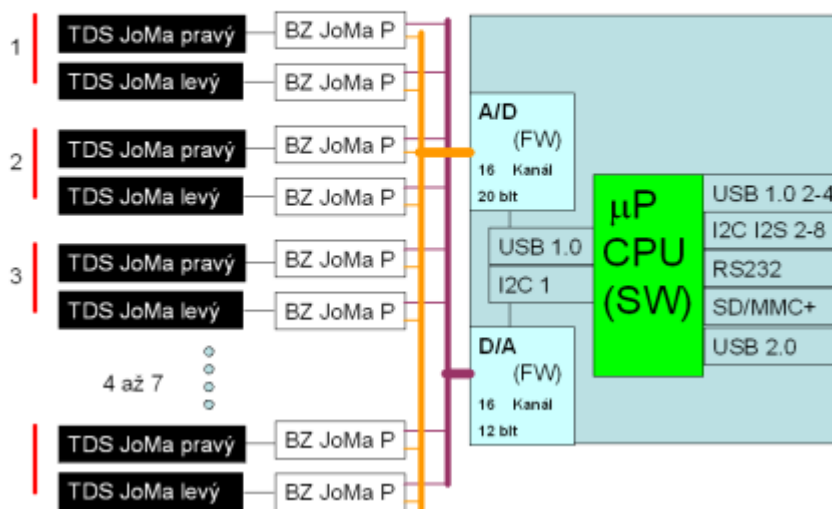 1
TDS JoMa pravý
BZ JoMa P
TDS JoMa levý
BZ JoMa P
2
TDS JoMa pravý
BZ JoMa P
TDS JoMa levý
BZ JoMa P
3
TDS JoMa pravý
BZ JoMa P
TDS JoMa levý
BZ JoMa P
4 až 7
TDS JoMa pravý
BZ JoMa P
TDS JoMa levý
BZ JoMa P
A/D
(FW)
16 Kanál
20 bIt
USB 1.0
I2C 1
D/A
(FW)
16 Kanál
12 bIt
µP
CPU
(SW)
USB 1.0 2-4
I2C I2S 2-8
RS232
SD/MMC+
USB 2.0